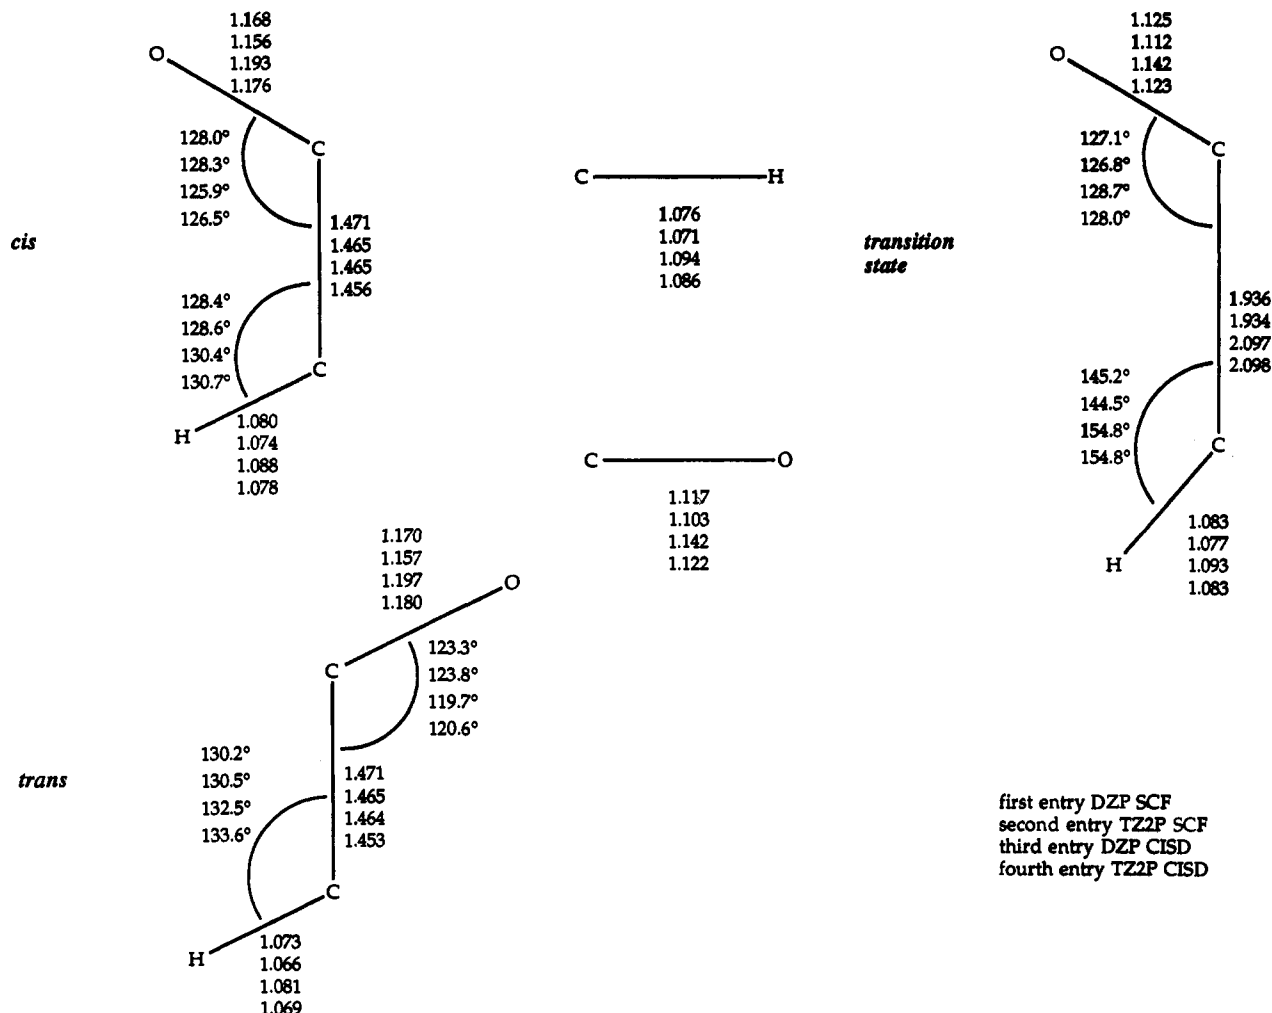 1.168
1.156
1.193
1.176
O
C
128.0°
128.3°
125.9°
126.5°
cis
1.471
1.465
1.465
1.456
128.4°
128.6°
130.4°
130.7°
C
H
1.080
1.074
1.088
1.078
C
H
1.076
1.071
1.094
1.086
C
O
1.117
1.103
1.142
1.122
1.125
1.112
1.142
1.123
O
C
127.1°
126.8°
128.7°
128.0°
transition
state
1.936
1.934
2.097
2.098
145.2°
144.5°
154.8°
154.8°
C
H
1.083
1.077
1.093
1.083
1.170
1.157
1.197
1.180
O
C
123.3°
123.8°
119.7°
120.6°
trans
130.2°
130.5°
132.5°
133.6°
1.471
1.465
1.464
1.453
C
H
1.073
1.066
1.081
1.069
first entry DZP SCF
second entry TZ2P SCF
third entry DZP CISD
fourth entry TZ2P CISD